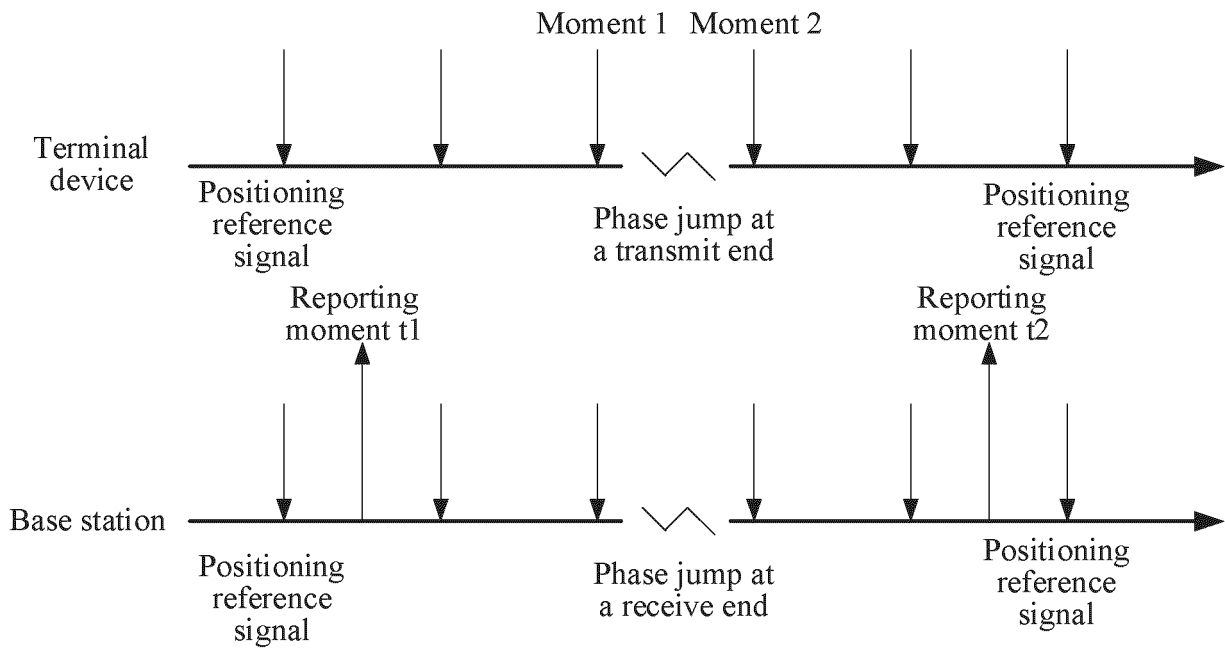 Moment 1 Moment 2
Terminal
device
Positioning
reference
signal
Phase jump at
a transmit end
Positioning
reference
signal
Reporting
moment t1
Reporting
moment t2
Base station
Positioning
reference
signal
Phase jump at
a receive end
Positioning
reference
signal